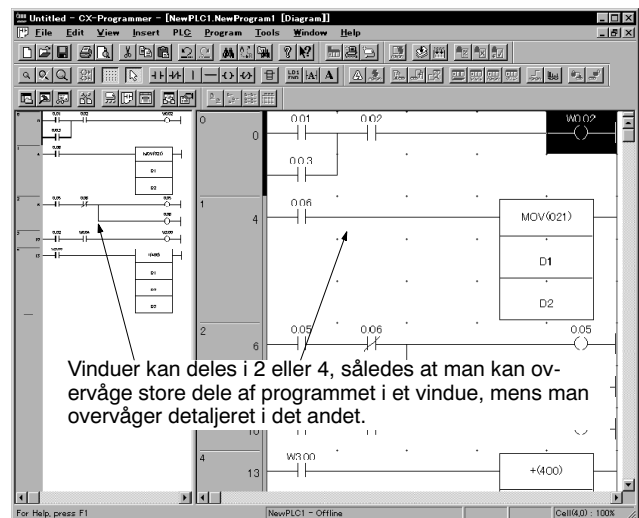 Untitled - CX-Programmer - [NewPLC1.NewProgram1 [Diagram]]
File Edit View Insert PLC Program Tools Window Help
0 0.01 0.02 W0.02
0
0.03
1 0.06
4 MOV(021)
D1
D2
2 0.05 0.06 0.05
6
Vinduer kan deles i 2 eller 4, således at man kan ov-
ervåge store dele af programmet i et vindue, mens man
overvåger detaljeret i det andet.
10
4 W3.00
13 +(400)
For Help, press F1 NewPLC1 - Offline Cell(4,0) : 100%